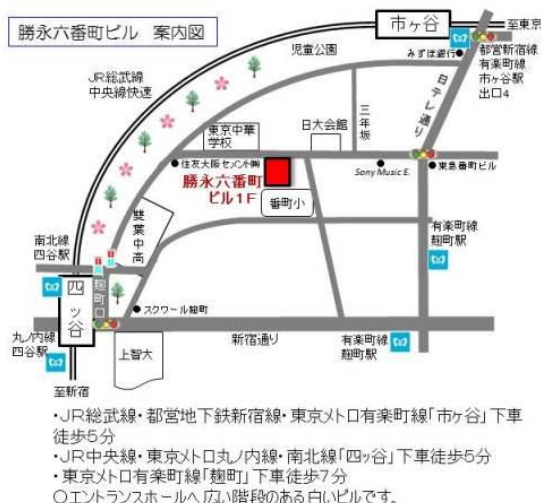 勝永六番町ビル 案内図
市ヶ谷
至東京
児童公園
みずほ銀行
都営新宿線
有楽町線
市ヶ谷駅
出口4
JR総武線
中央線快速
日テレ通り
三年坂
東京中華
学校
日大会館
住友大阪セメント㈱
Sony Music E.
東急番町ビル
勝永六番町
ビル1F
番町小
雙葉中高
有楽町線
麹町駅
南北線
四谷駅
麹町口
四ッ谷
スクワール麹町
丸ノ内線
四谷駅
新宿通り
有楽町線
麹町駅
上智大
至新宿
・JR総武線・都営地下鉄新宿線・東京メトロ有楽町線「市ヶ谷」下車
徒歩5分
・JR中央線・東京メトロ丸ノ内線・南北線「四ッ谷」下車徒歩5分
・東京メトロ有楽町線「麹町」下車徒歩7分
○エントランスホールへ広い階段のある白いビルです。